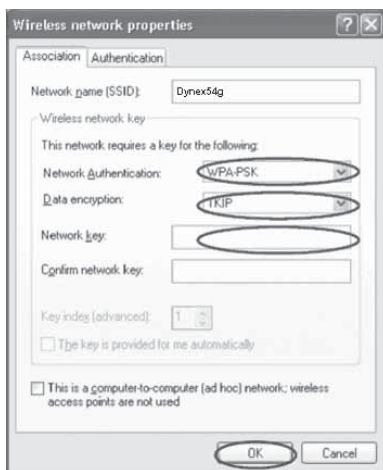 Wireless network properties
Association Authentication
Network name (SSID): Dynex54g
Wireless network key
This network requires a key for the following:
Network Authentication: WPA-PSK
Data encryption: TKIP
Network key:
Confirm network key:
Key index (advanced): 1
The key is provided for me automatically
This is a computer-to-computer (ad hoc) network; wireless
access points are not used
OK Cancel